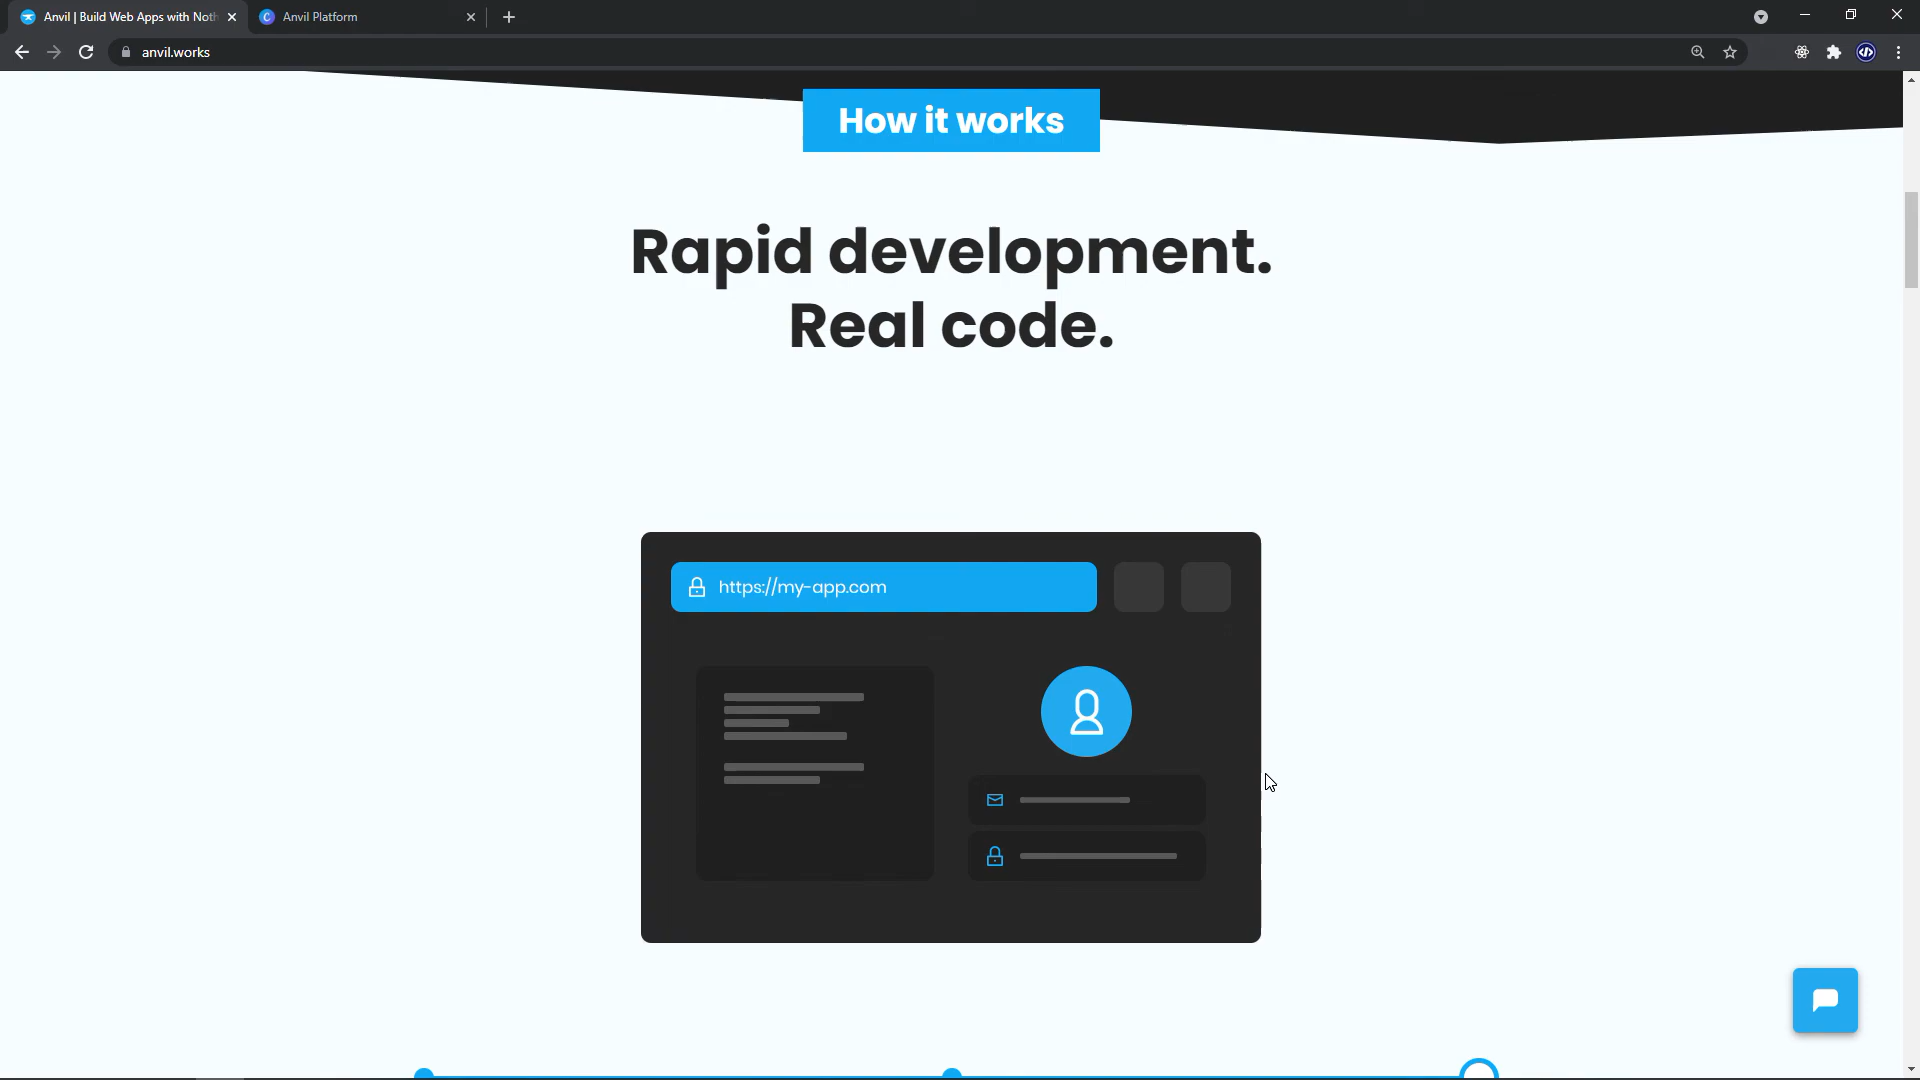 Anvil | Build Web Apps with Noth
Anvil Platform
anvil.works
How it works
Rapid development.
Real code.
https://my-app.com